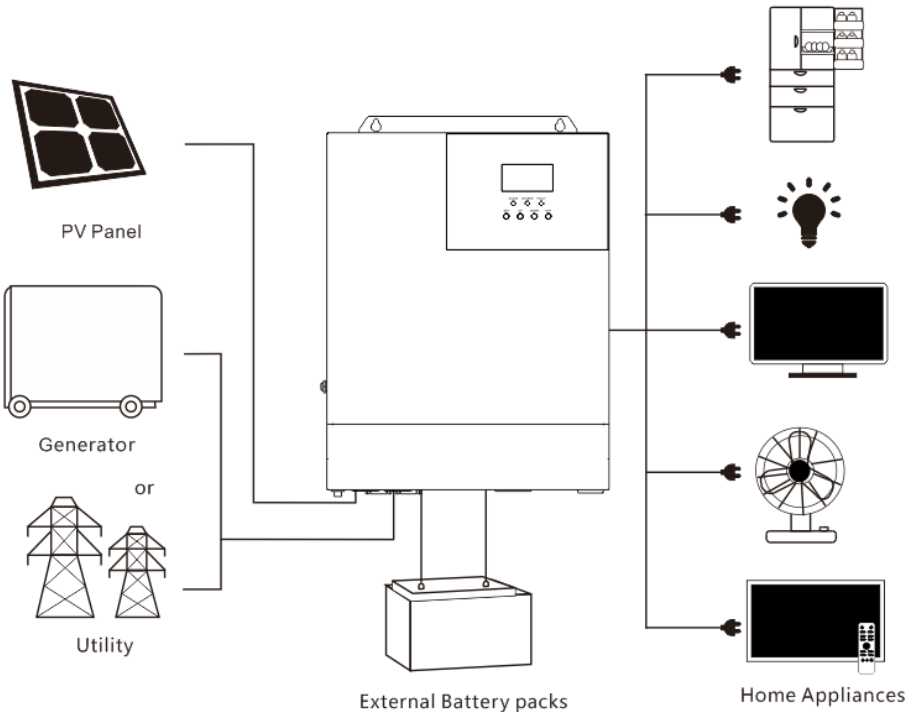 PV Panel
Generator
or
Utility
External Battery packs
Home Appliances